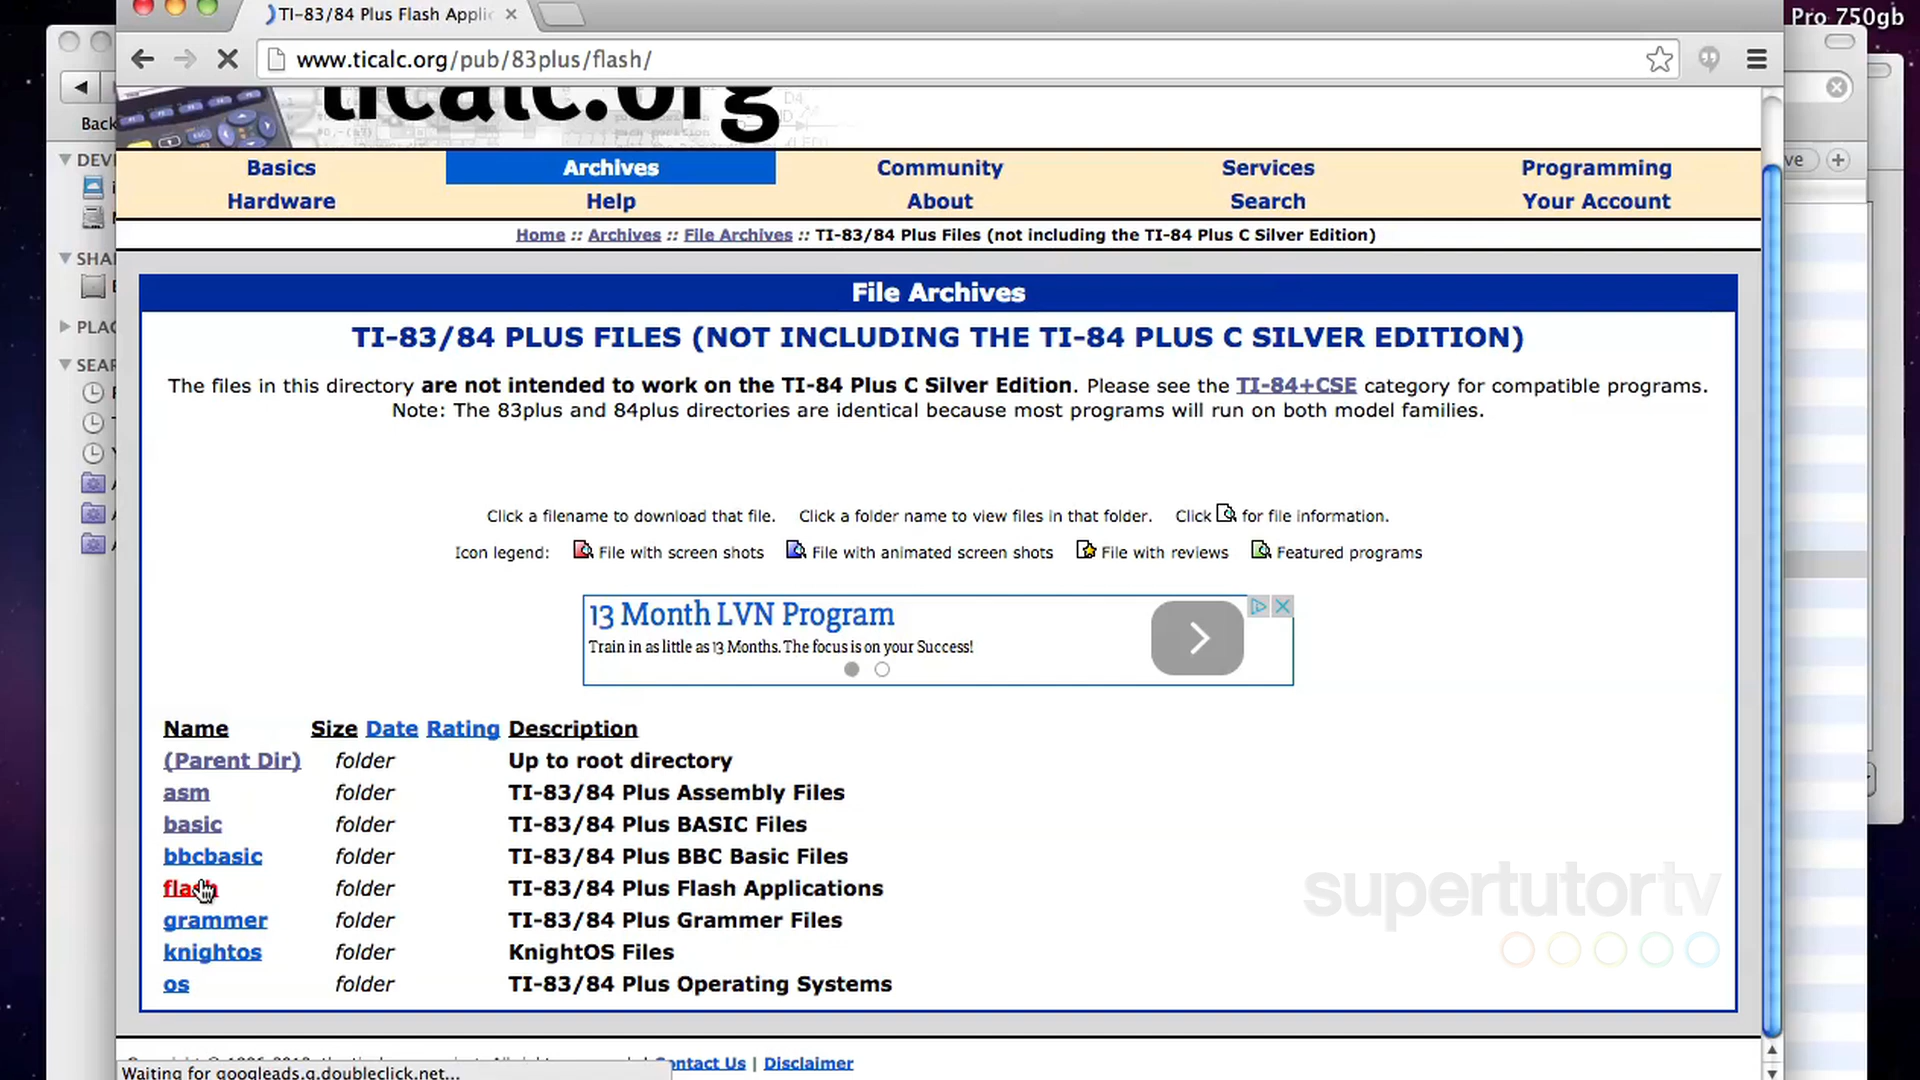 Pro 750gb
TI-83/84 Plus Flash Applic
www.ticalc.org/pub/83plus/flash/
ticalc.org
Back
Basics Archives Community Services Programming
Hardware Help About Search Your Account
Home :: Archives :: File Archives :: TI-83/84 Plus Files (not including the TI-84 Plus C Silver Edition)
File Archives
TI-83/84 PLUS FILES (NOT INCLUDING THE TI-84 PLUS C SILVER EDITION)
The files in this directory are not intended to work on the TI-84 Plus C Silver Edition. Please see the TI-84+CSE category for compatible programs.
Note: The 83plus and 84plus directories are identical because most programs will run on both model families.
Click a filename to download that file. Click a folder name to view files in that folder. Click for file information.
Icon legend: File with screen shots File with animated screen shots File with reviews Featured programs
13 Month LVN Program
Train in as little as 13 Months. The focus is on your Success!
Name Size Date Rating Description
(Parent Dir) folder Up to root directory
asm folder TI-83/84 Plus Assembly Files
basic folder TI-83/84 Plus BASIC Files
bbcbasic folder TI-83/84 Plus BBC Basic Files
flash folder TI-83/84 Plus Flash Applications
grammer folder TI-83/84 Plus Grammer Files
knightos folder KnightOS Files
os folder TI-83/84 Plus Operating Systems
supertutortv
Contact Us | Disclaimer
Waiting for googleads.g.doubleclick.net...